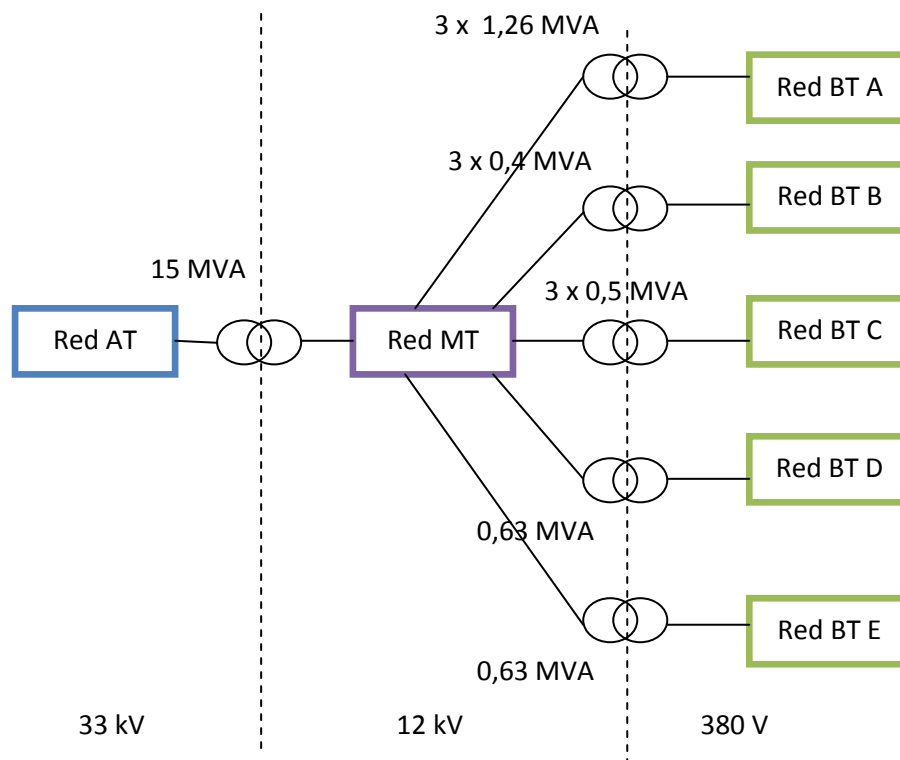 3 x 1,26 MVA
Red BT A
3 x 0,4 MVA
Red BT B
15 MVA
3 x 0,5 MVA
Red AT
Red MT
Red BT C
Red BT D
0,63 MVA
Red BT E
0,63 MVA
33 kV
12 kV
380 V